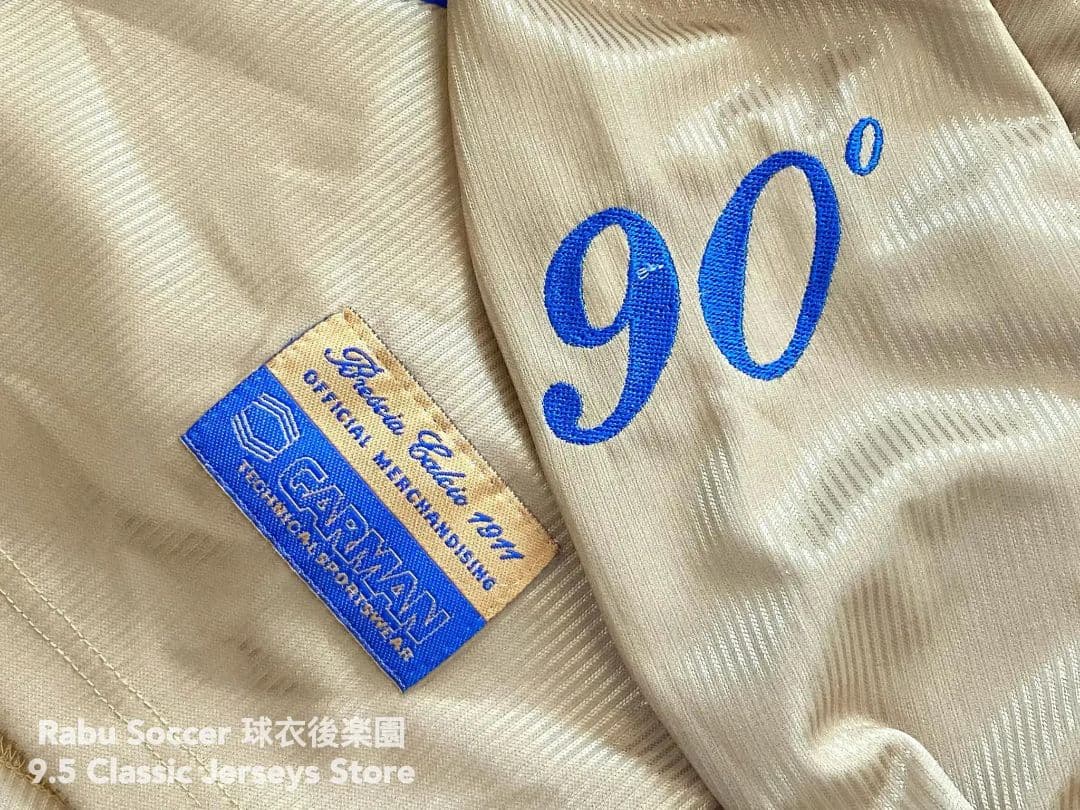 90°
Brescia Calcio 1911
OFFICIAL MERCHANDISING
GARMAN
TECHNICAL SPORTSWEAR
Rabu Soccer 球衣後楽園
9.5 Classic Jerseys Store